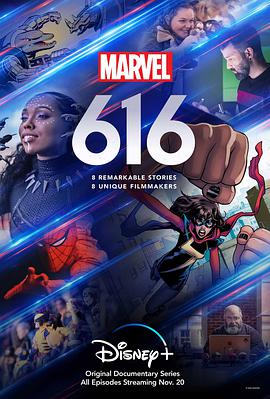 MARVEL
616
8 REMARKABLE STORIES
8 UNIQUE FILMMAKERS
Disney+
Original Documentary Series
All Episodes Streaming Nov. 20